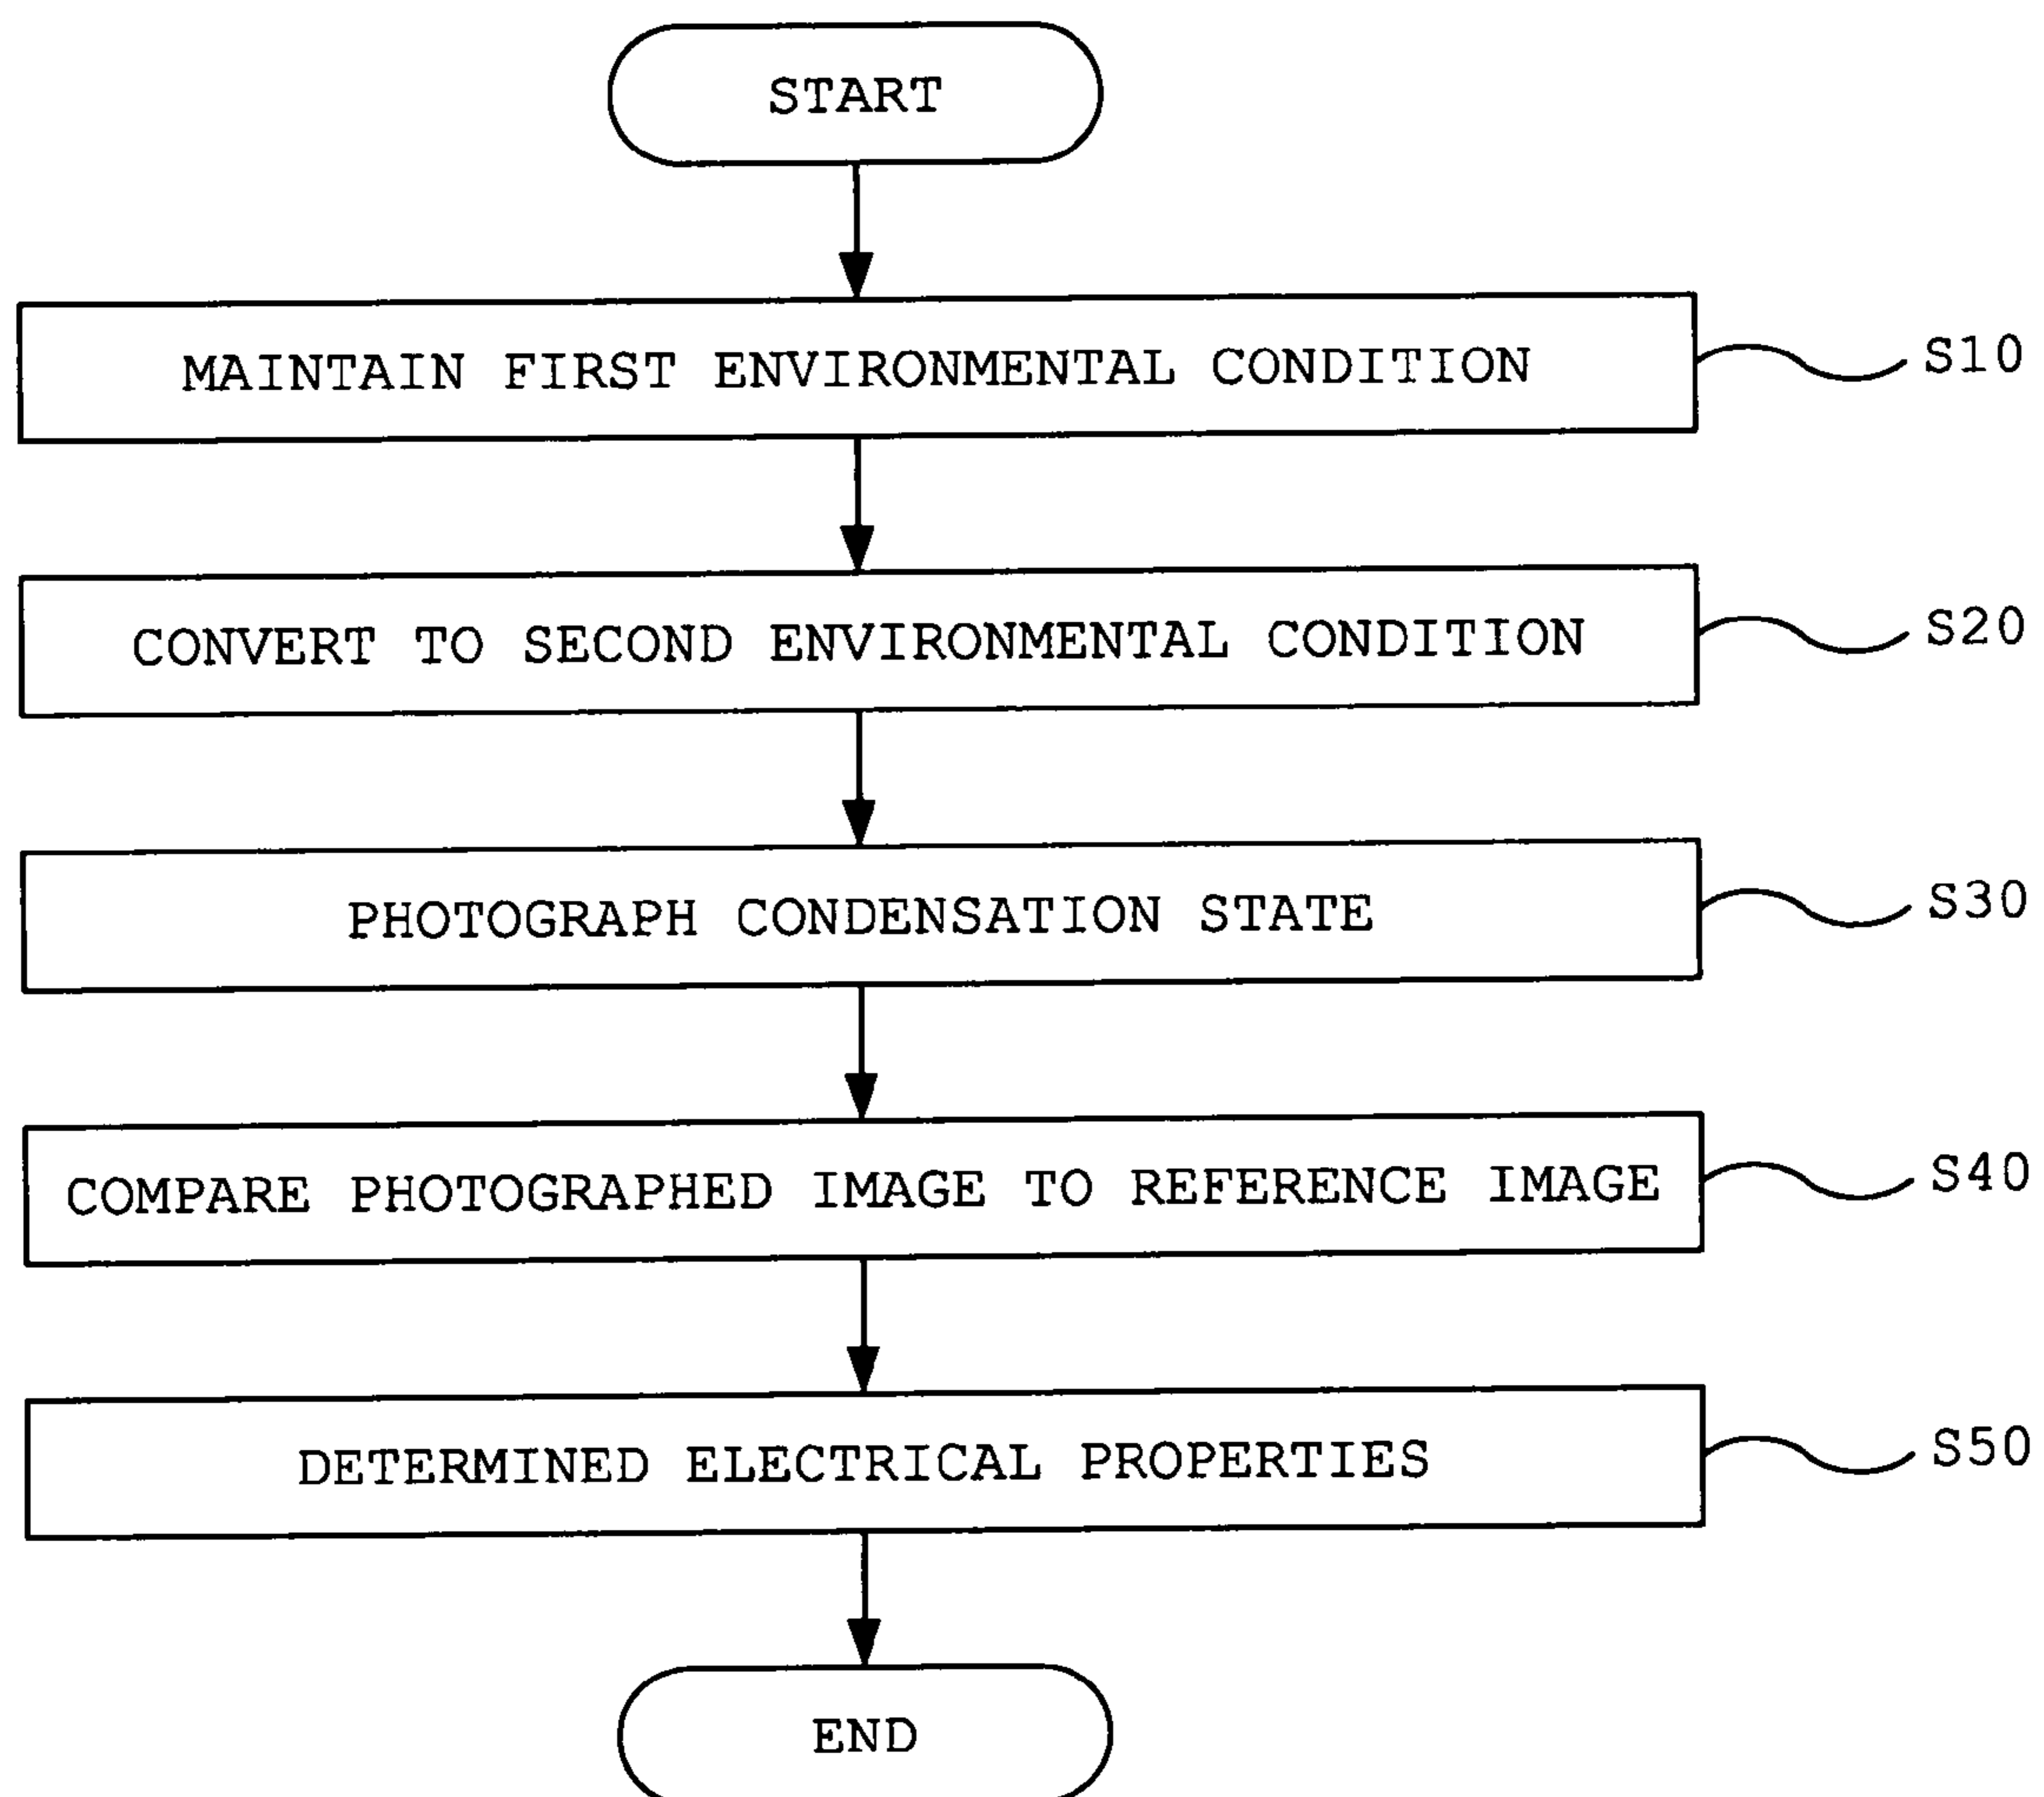 START
MAINTAIN FIRST ENVIRONMENTAL CONDITION
S10
CONVERT TO SECOND ENVIRONMENTAL CONDITION
S20
PHOTOGRAPH CONDENSATION STATE
S30
COMPARE PHOTOGRAPHED IMAGE TO REFERENCE IMAGE
S40
DETERMINED ELECTRICAL PROPERTIES
S50
END